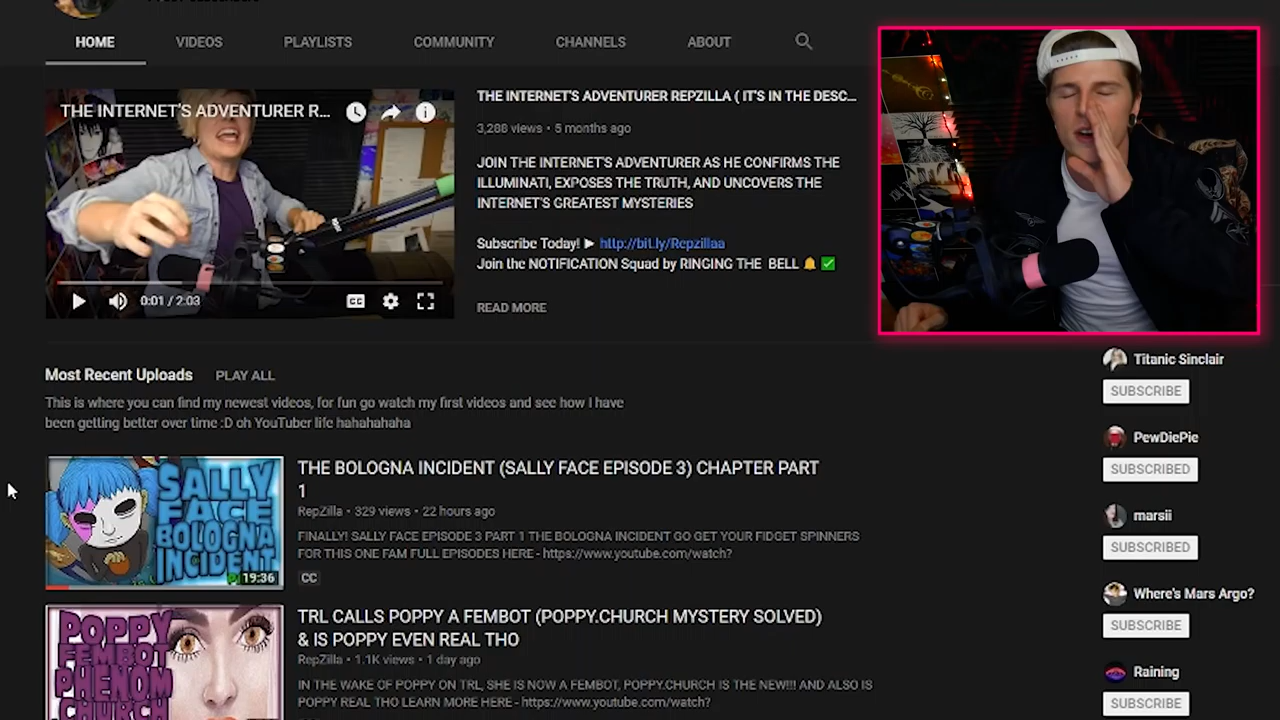 HOME VIDEOS PLAYLISTS COMMUNITY CHANNELS ABOUT
THE INTERNET'S ADVENTURER R...
0:01 / 2:03
CC
THE INTERNET'S ADVENTURER REPZILLA ( IT'S IN THE DESC...
3,288 views • 5 months ago
JOIN THE INTERNET'S ADVENTURER AS HE CONFIRMS THE
ILLUMINATI, EXPOSES THE TRUTH, AND UNCOVERS THE
INTERNET'S GREATEST MYSTERIES
Subscribe Today! ► http://bit.ly/Repzillaa
Join the NOTIFICATION Squad by RINGING THE BELL 🔔 ✅
READ MORE
Most Recent Uploads PLAY ALL
This is where you can find my newest videos, for fun go watch my first videos and see how I have
been getting better over time :D oh YouTuber life hahahahaha
SALLY
FACE
BOLOGNA
INCIDENT
19:36
THE BOLOGNA INCIDENT (SALLY FACE EPISODE 3) CHAPTER PART
1
RepZilla • 329 views • 22 hours ago
FINALLY! SALLY FACE EPISODE 3 PART 1 THE BOLOGNA INCIDENT GO GET YOUR FIDGET SPINNERS
FOR THIS ONE FAM FULL EPISODES HERE - https://www.youtube.com/watch?
CC
POPPY
FEMBOT
PHENOM
CHURCH
TRL CALLS POPPY A FEMBOT (POPPY.CHURCH MYSTERY SOLVED)
& IS POPPY EVEN REAL THO
RepZilla • 1.1K views • 1 day ago
IN THE WAKE OF POPPY ON TRL, SHE IS NOW A FEMBOT, POPPY.CHURCH IS THE NEW!!! AND ALSO IS
POPPY REAL THO LEARN MORE HERE - https://www.youtube.com/watch?
Titanic Sinclair
SUBSCRIBE
PewDiePie
SUBSCRIBED
marsii
SUBSCRIBED
Where's Mars Argo?
SUBSCRIBE
Raining
SUBSCRIBE